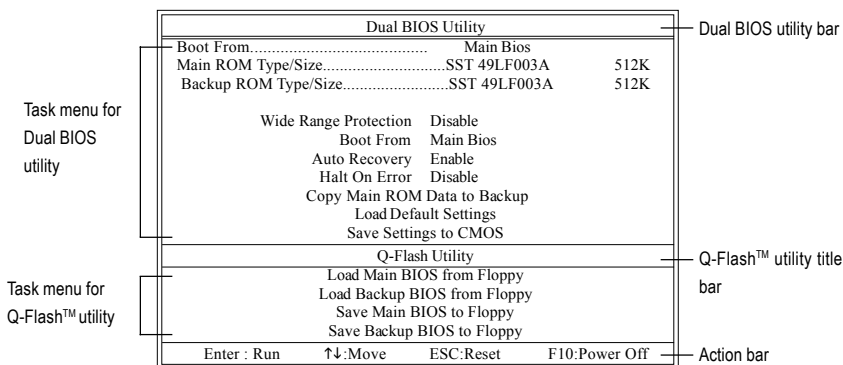 Dual BIOS Utility
Boot From.......................................... Main Bios
Main ROM Type/Size.............................SST 49LF003A 512K
Backup ROM Type/Size.........................SST 49LF003A 512K
Wide Range Protection Disable
Boot From Main Bios
Auto Recovery Enable
Halt On Error Disable
Copy Main ROM Data to Backup
Load Default Settings
Save Settings to CMOS
Q-Flash Utility
Load Main BIOS from Floppy
Load Backup BIOS from Floppy
Save Main BIOS to Floppy
Save Backup BIOS to Floppy
Enter : Run ↑↓:Move ESC:Reset F10:Power Off
Task menu for
Dual BIOS
utility
Task menu for
Q-Flash™ utility
Dual BIOS utility bar
Q-Flash™ utility title
bar
Action bar